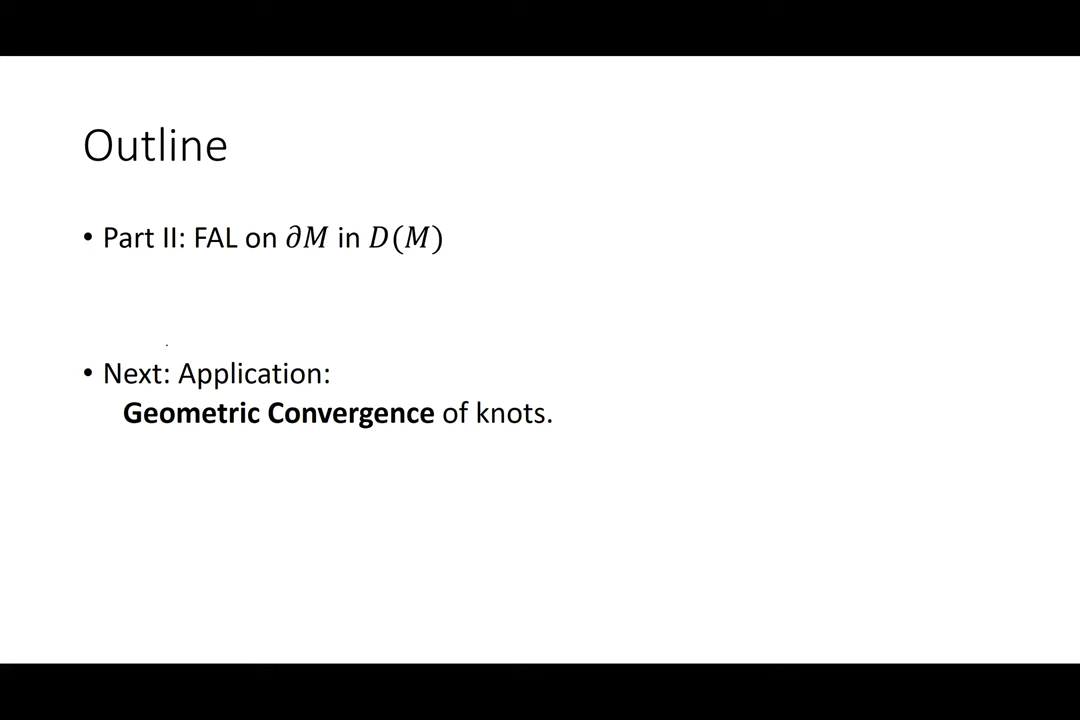 Outline
• Part II: FAL on ∂M in D(M)
• Next: Application:
Geometric Convergence of knots.